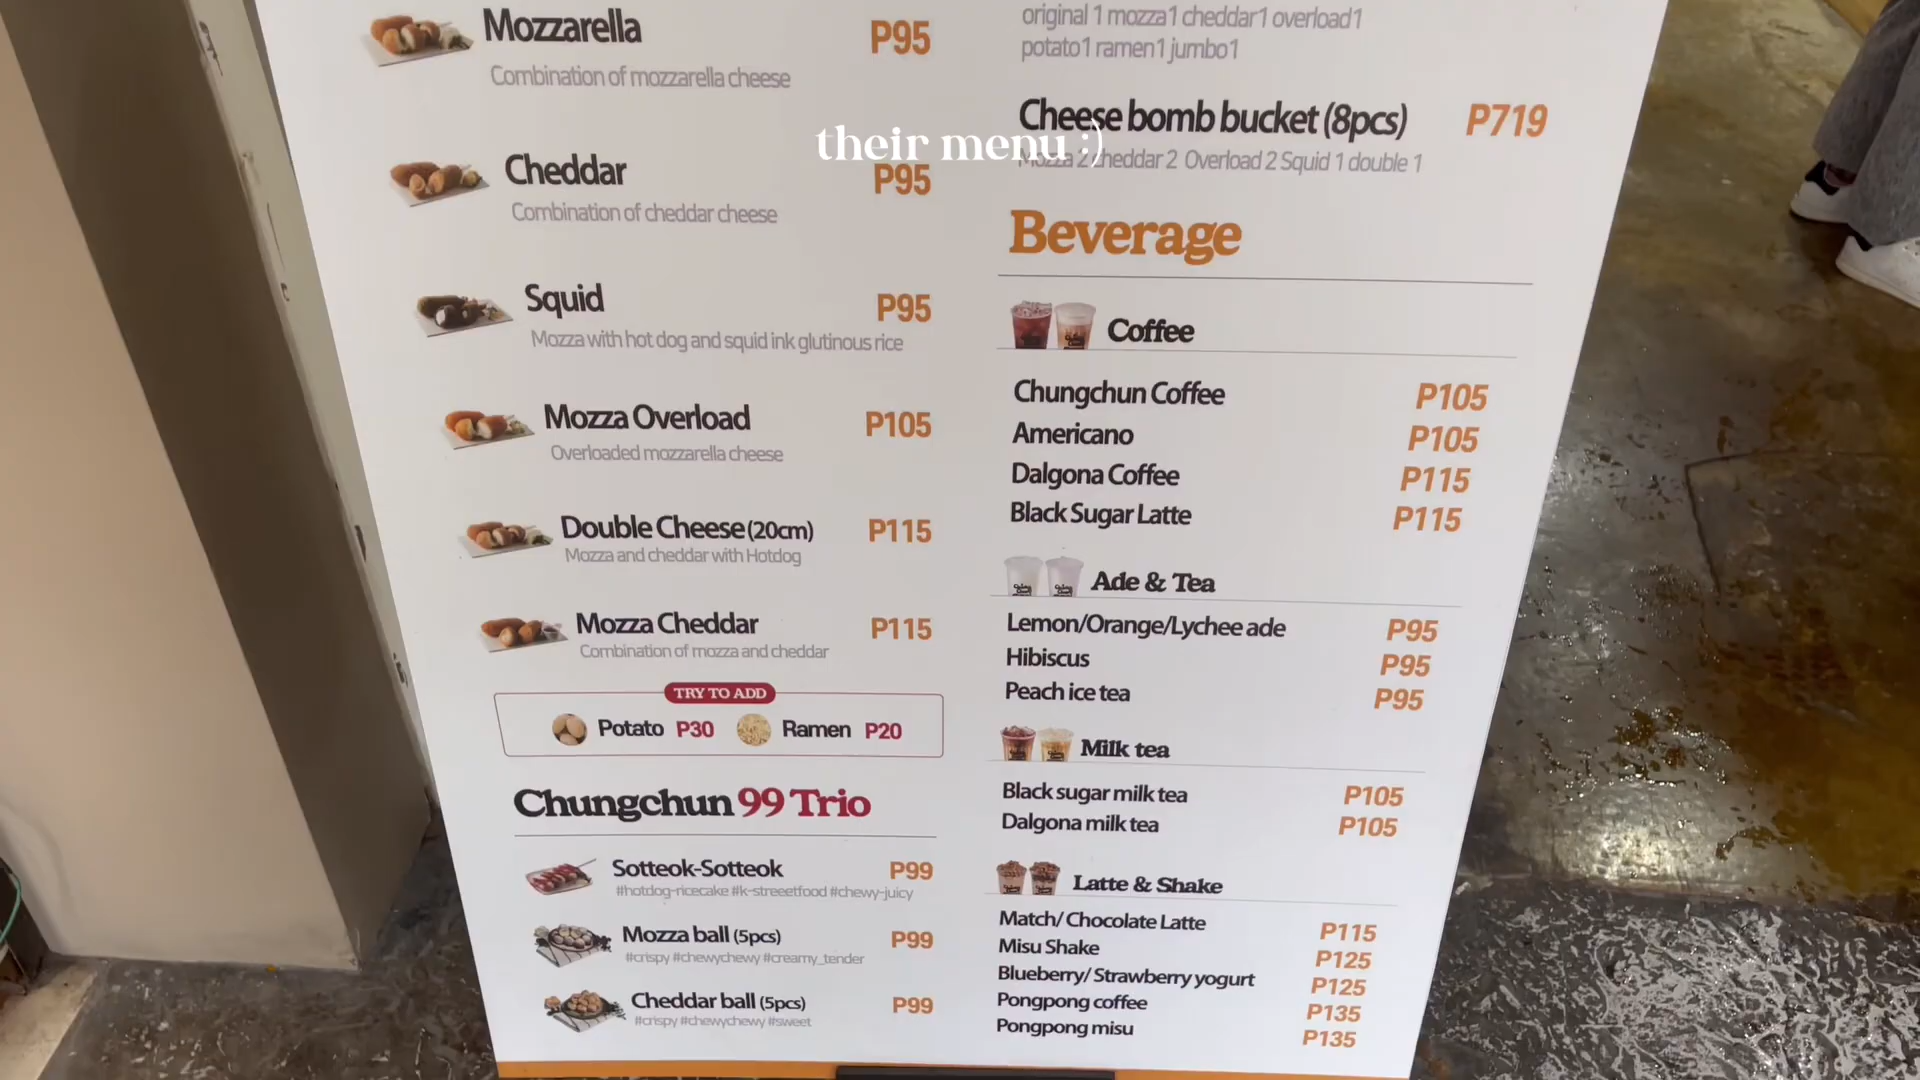 Mozzarella P95
Combination of mozzarella cheese
Cheddar P95
Combination of cheddar cheese
Squid P95
Mozza with hot dog and squid ink glutinous rice
Mozza Overload P105
Overloaded mozzarella cheese
Double Cheese (20cm) P115
Mozza and cheddar with Hotdog
Mozza Cheddar P115
Combination of mozza and cheddar
TRY TO ADD
Potato P30 Ramen P20
Chungchun 99 Trio
Sotteok-Sotteok P99
#hotdog-ricecake #k-streeetfood #chewy-juicy
Mozza ball (5pcs) P99
#crispy #chewychewy #creamy_tender
Cheddar ball (5pcs) P99
#crispy #chewychewy #sweet
original 1 mozza1 cheddar1 overload1
potato1 ramen1 jumbo1
Cheese bomb bucket (8pcs) P719
Mozza 2 cheddar 2 Overload 2 Squid 1 double 1
their menu :)
Beverage
Coffee
Chungchun Coffee P105
Americano P105
Dalgona Coffee P115
Black Sugar Latte P115
Ade & Tea
Lemon/Orange/Lychee ade P95
Hibiscus P95
Peach ice tea P95
Milk tea
Black sugar milk tea P105
Dalgona milk tea P105
Latte & Shake
Match/ Chocolate Latte P115
Misu Shake P125
Blueberry/ Strawberry yogurt P125
Pongpong coffee P135
Pongpong misu P135